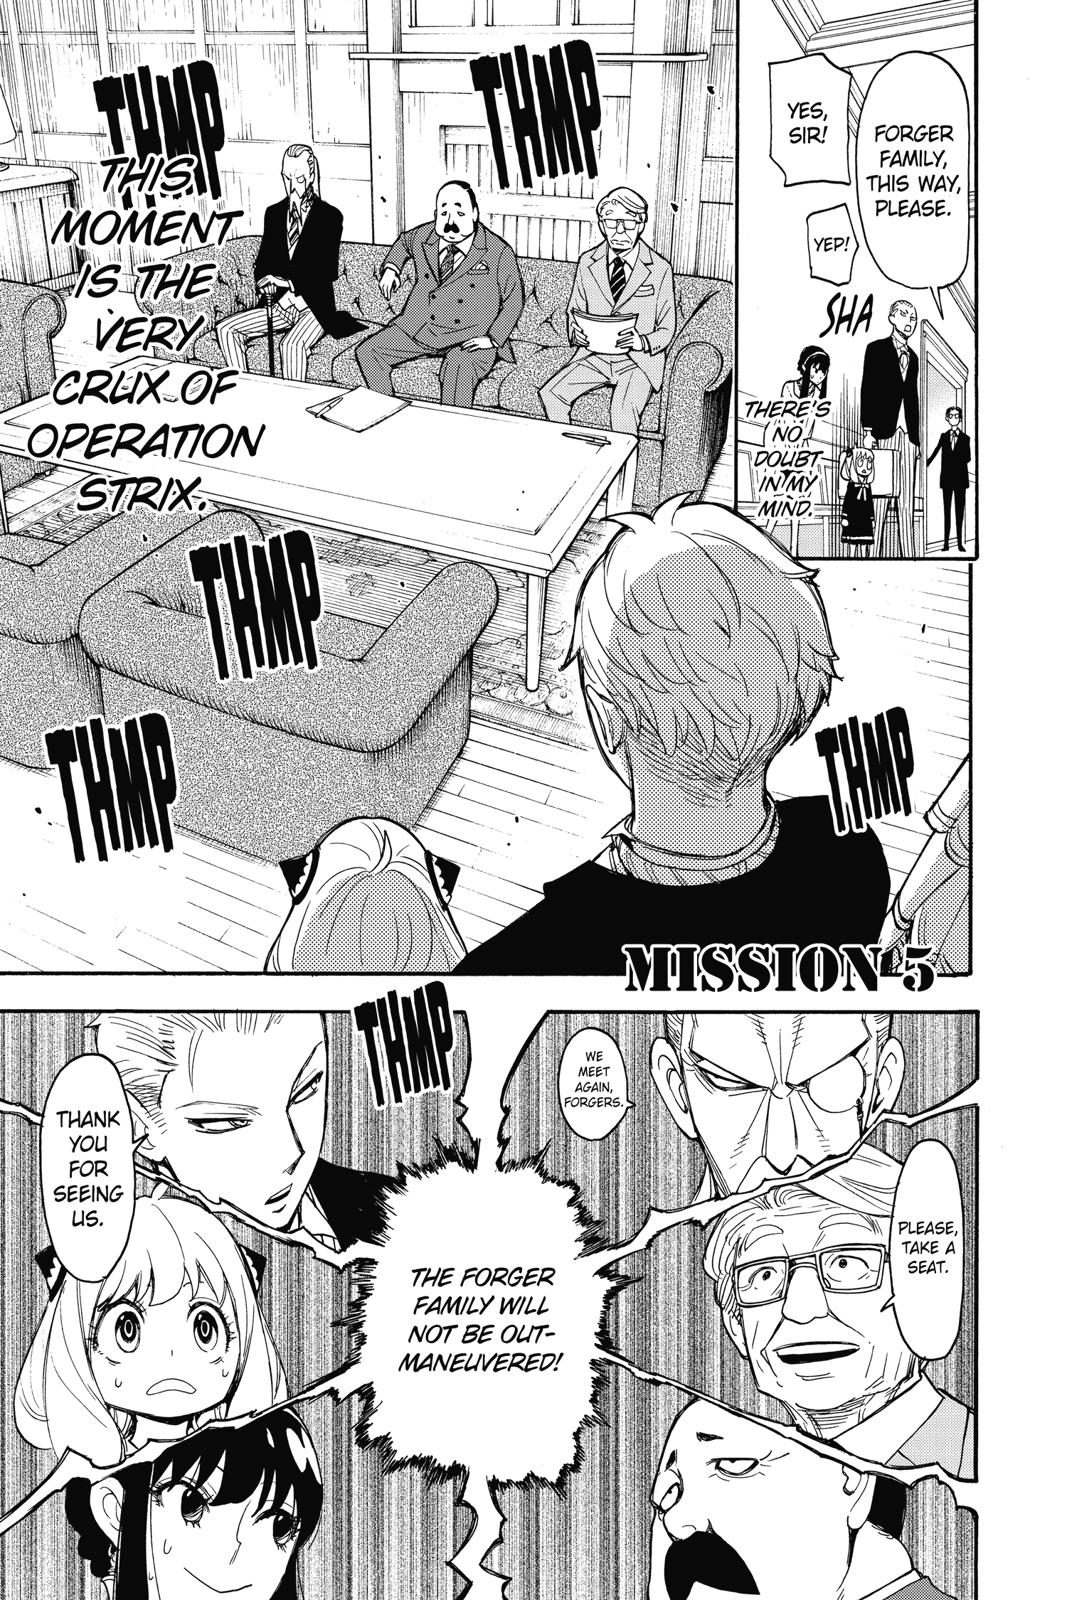 FORGER
FAMILY,
THIS WAY,
PLEASE.
YES,
SIR!
YEP!
SHA
THERE'S
NO
DOUBT
IN MY
MIND.
THMP
THMP
THIS
MOMENT
IS THE
VERY
CRUX OF
OPERATION
STRIX.
THMP
THMP
THMP
MISSION 5
THMP
WE
MEET
AGAIN,
FORGERS.
THANK
YOU
FOR
SEEING
US.
PLEASE,
TAKE A
SEAT.
THE FORGER
FAMILY WILL
NOT BE OUT-
MANEUVERED!